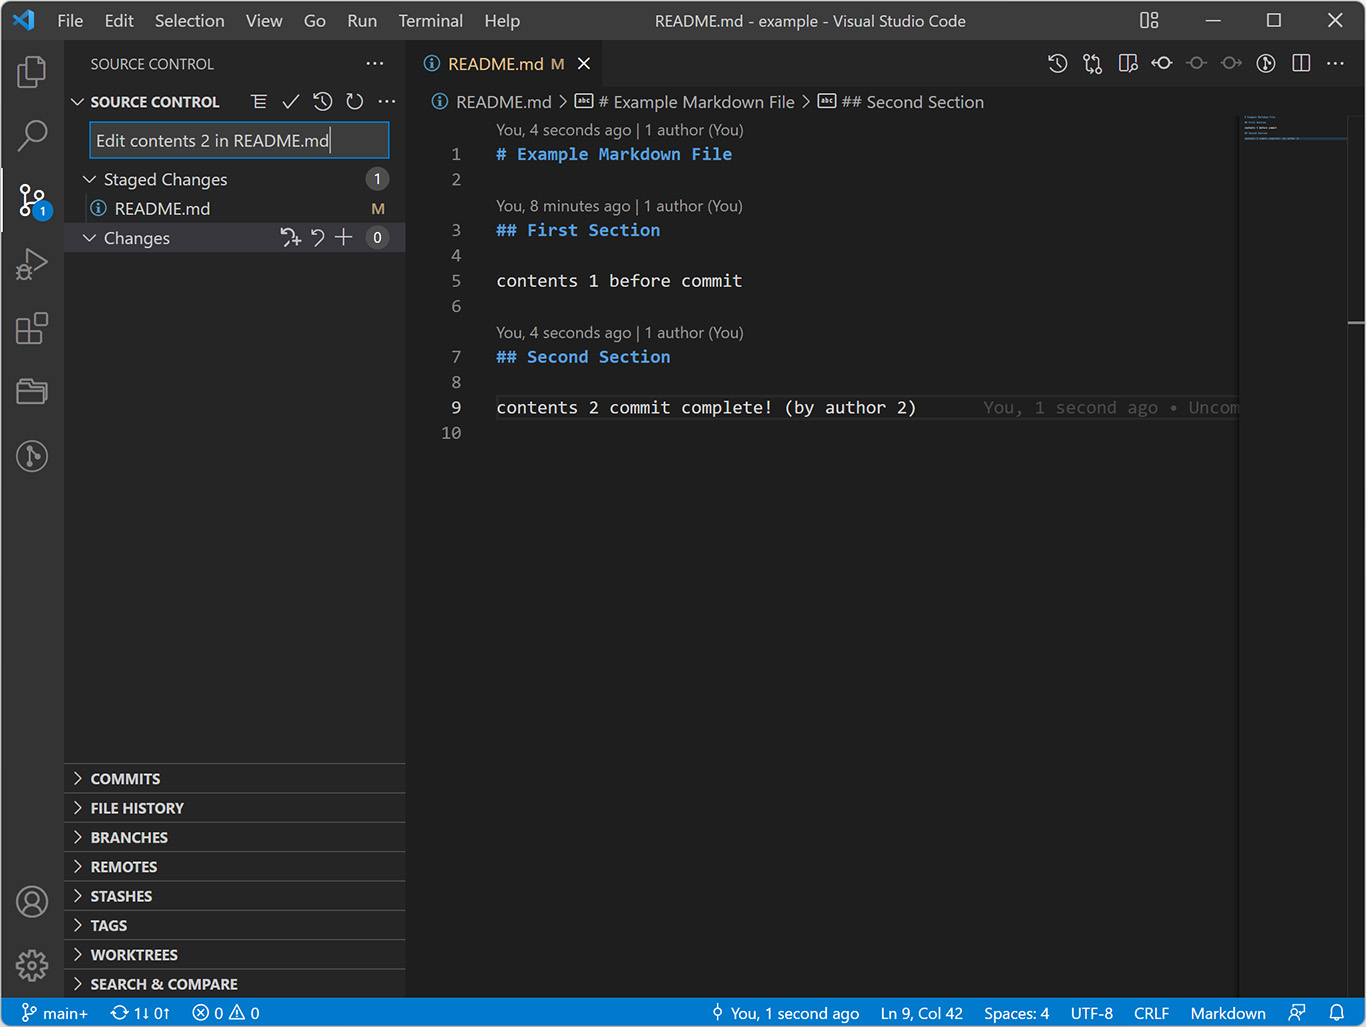 File Edit Selection View Go Run Terminal Help README.md - example - Visual Studio Code
SOURCE CONTROL
README.md M
SOURCE CONTROL
README.md > # Example Markdown File > ## Second Section
Edit contents 2 in README.md
Staged Changes 1
README.md M
Changes 0
You, 4 seconds ago | 1 author (You)
1 # Example Markdown File
2
You, 8 minutes ago | 1 author (You)
3 ## First Section
4
5 contents 1 before commit
6
You, 4 seconds ago | 1 author (You)
7 ## Second Section
8
9 contents 2 commit complete! (by author 2) You, 1 second ago • Uncom
10
COMMITS
FILE HISTORY
BRANCHES
REMOTES
STASHES
TAGS
WORKTREES
SEARCH & COMPARE
1
main+ 1↓ 0↑ 0 0 You, 1 second ago Ln 9, Col 42 Spaces: 4 UTF-8 CRLF Markdown